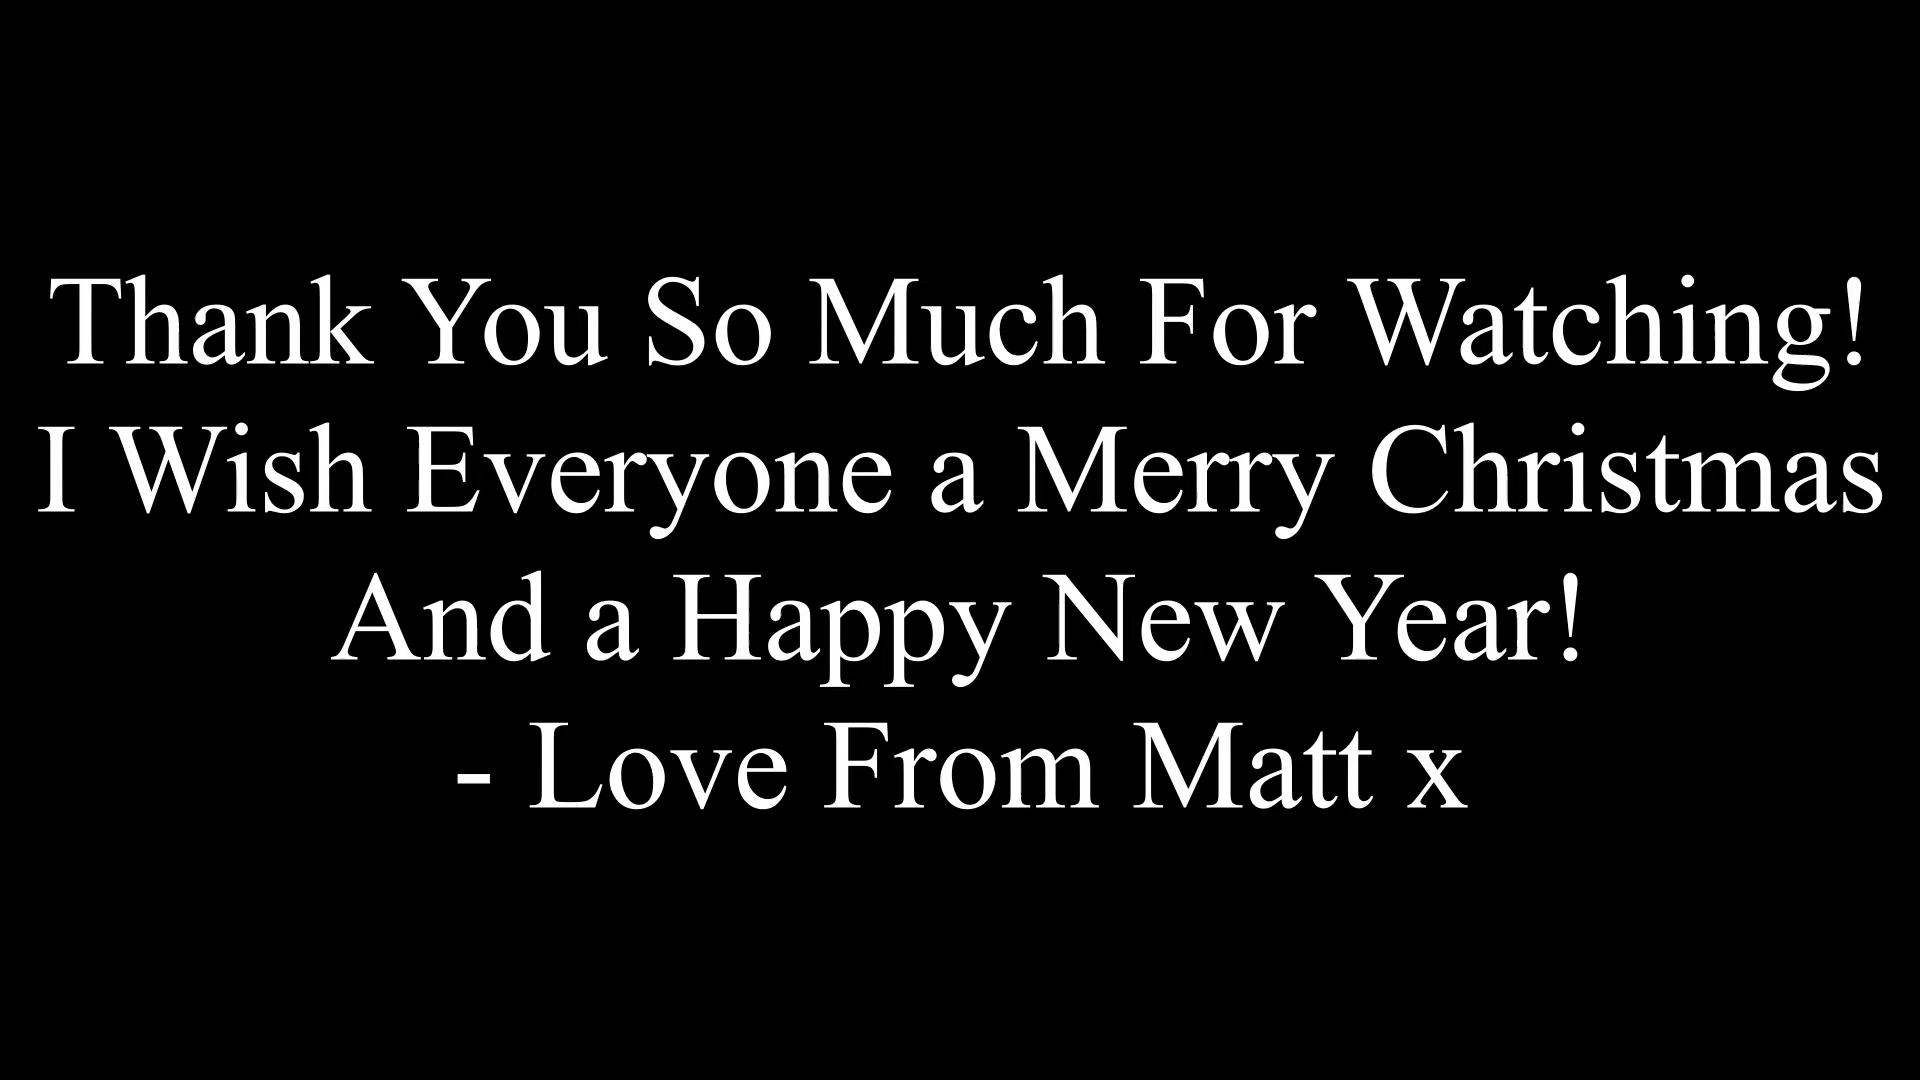 Thank You So Much For Watching!
I Wish Everyone a Merry Christmas
And a Happy New Year!
- Love From Matt x